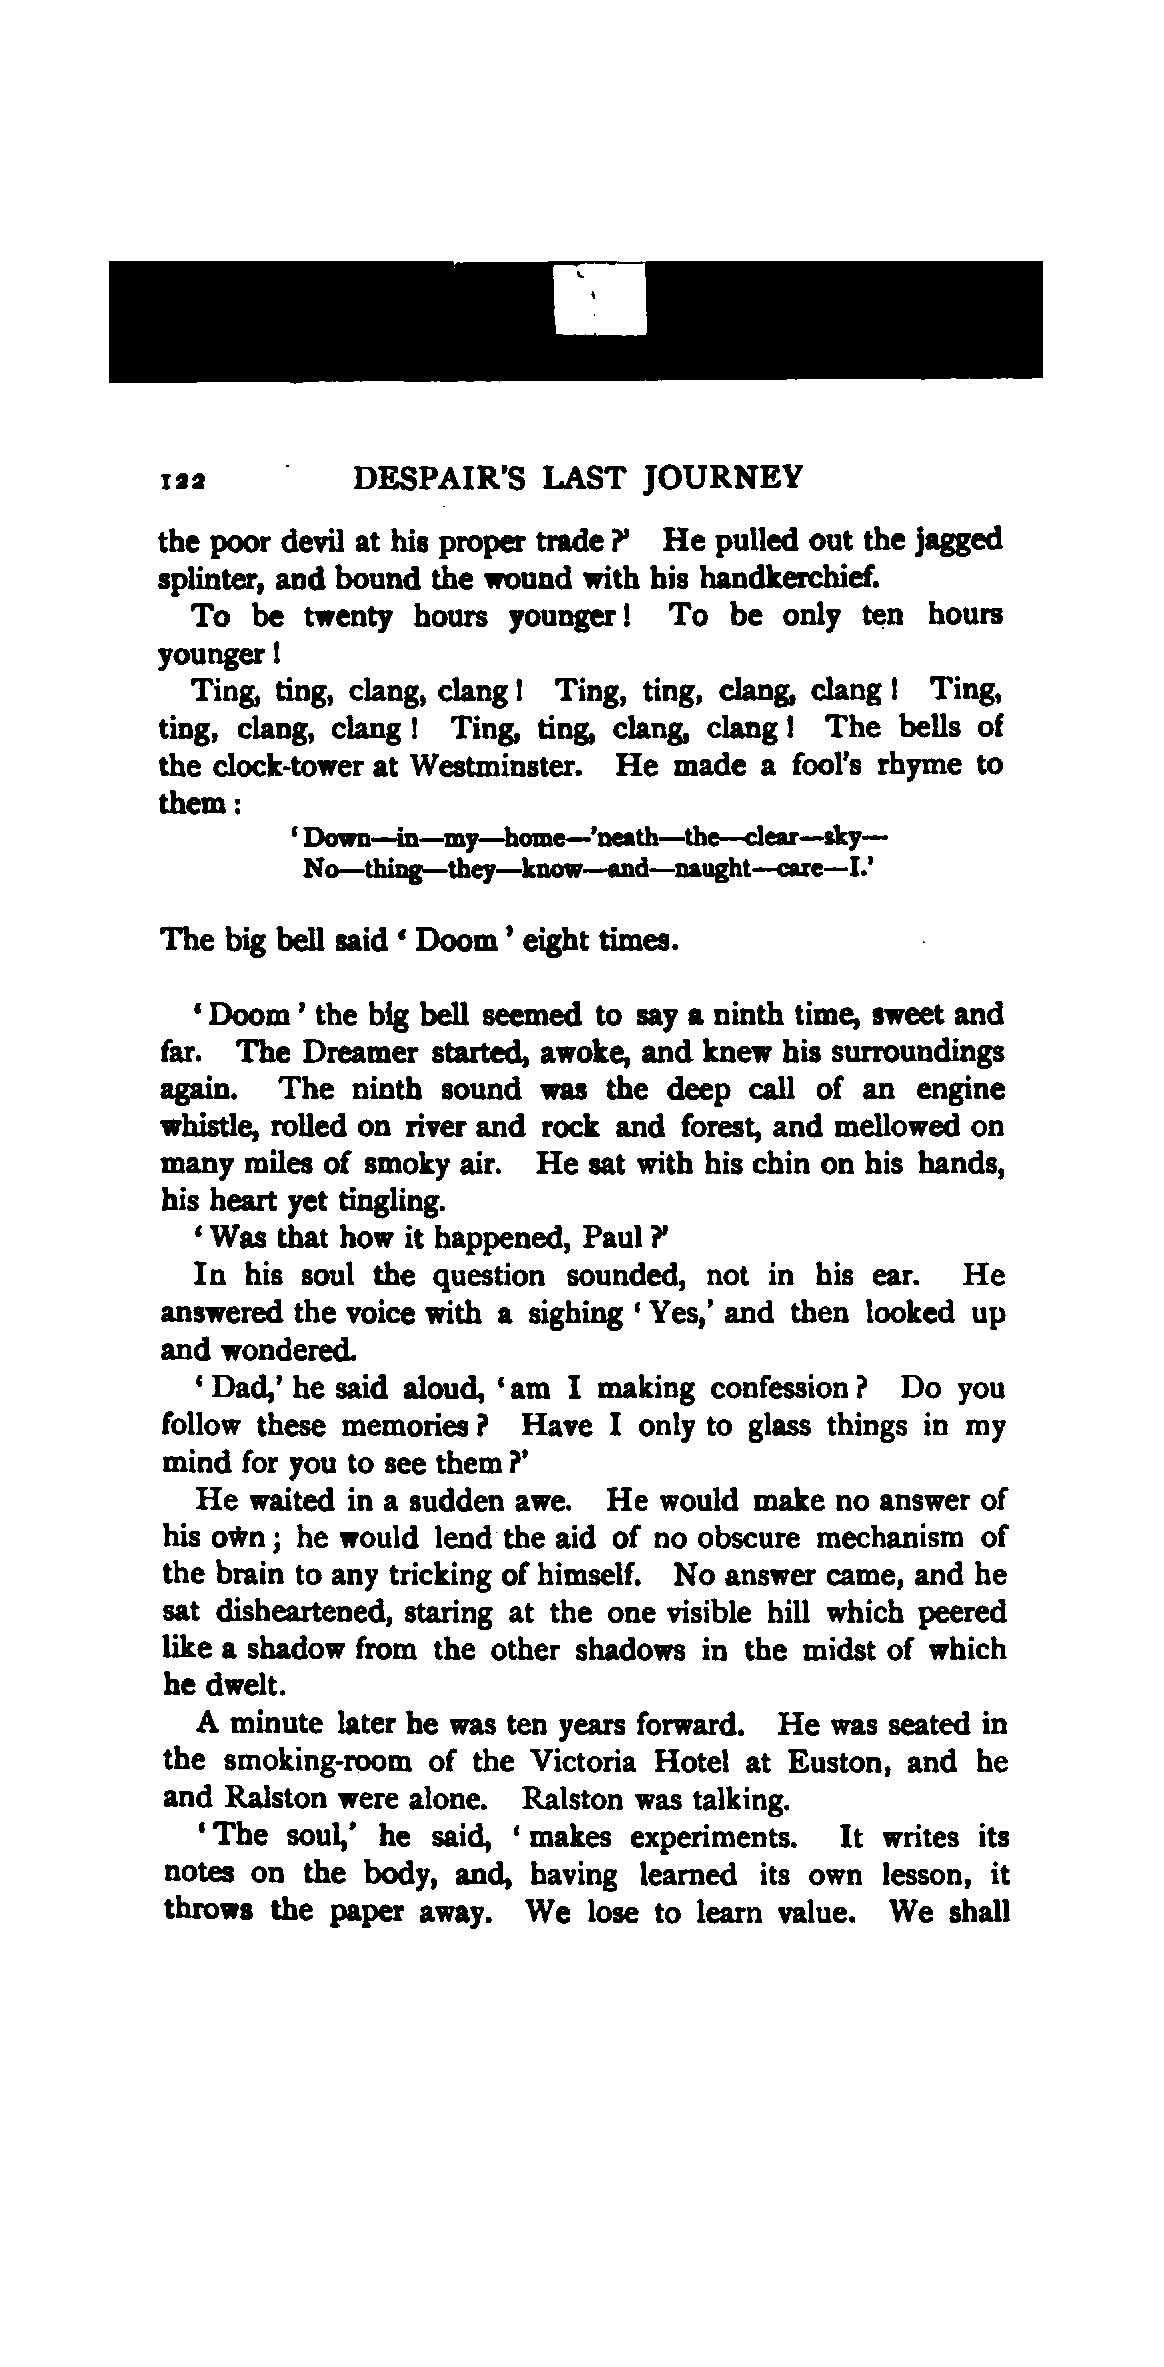 122 DESPAIR'S LAST JOURNEY
the poor devil at his proper trade?' He pulled out the jagged
splinter, and bound the wound with his handkerchief.
To be twenty hours younger! To be only ten hours
younger!
Ting, ting, clang, clang! Ting, ting, clang, clang! Ting,
ting, clang, clang! Ting, ting, clang, clang! The bells of
the clock-tower at Westminster. He made a fool's rhyme to
them:
'Down—in—my—home—'neath—the—clear—sky—
No—thing—they—know—and—naught—care—I.'
The big bell said 'Doom' eight times.
'Doom' the big bell seemed to say a ninth time, sweet and
far. The Dreamer started, awoke, and knew his surroundings
again. The ninth sound was the deep call of an engine
whistle, rolled on river and rock and forest, and mellowed on
many miles of smoky air. He sat with his chin on his hands,
his heart yet tingling.
'Was that how it happened, Paul?'
In his soul the question sounded, not in his ear. He
answered the voice with a sighing 'Yes,' and then looked up
and wondered.
'Dad,' he said aloud, 'am I making confession? Do you
follow these memories? Have I only to glass things in my
mind for you to see them?'
He waited in a sudden awe. He would make no answer of
his own; he would lend the aid of no obscure mechanism of
the brain to any tricking of himself. No answer came, and he
sat disheartened, staring at the one visible hill which peered
like a shadow from the other shadows in the midst of which
he dwelt.
A minute later he was ten years forward. He was seated in
the smoking-room of the Victoria Hotel at Euston, and he
and Ralston were alone. Ralston was talking.
'The soul,' he said, 'makes experiments. It writes its
notes on the body, and, having learned its own lesson, it
throws the paper away. We lose to learn value. We shall